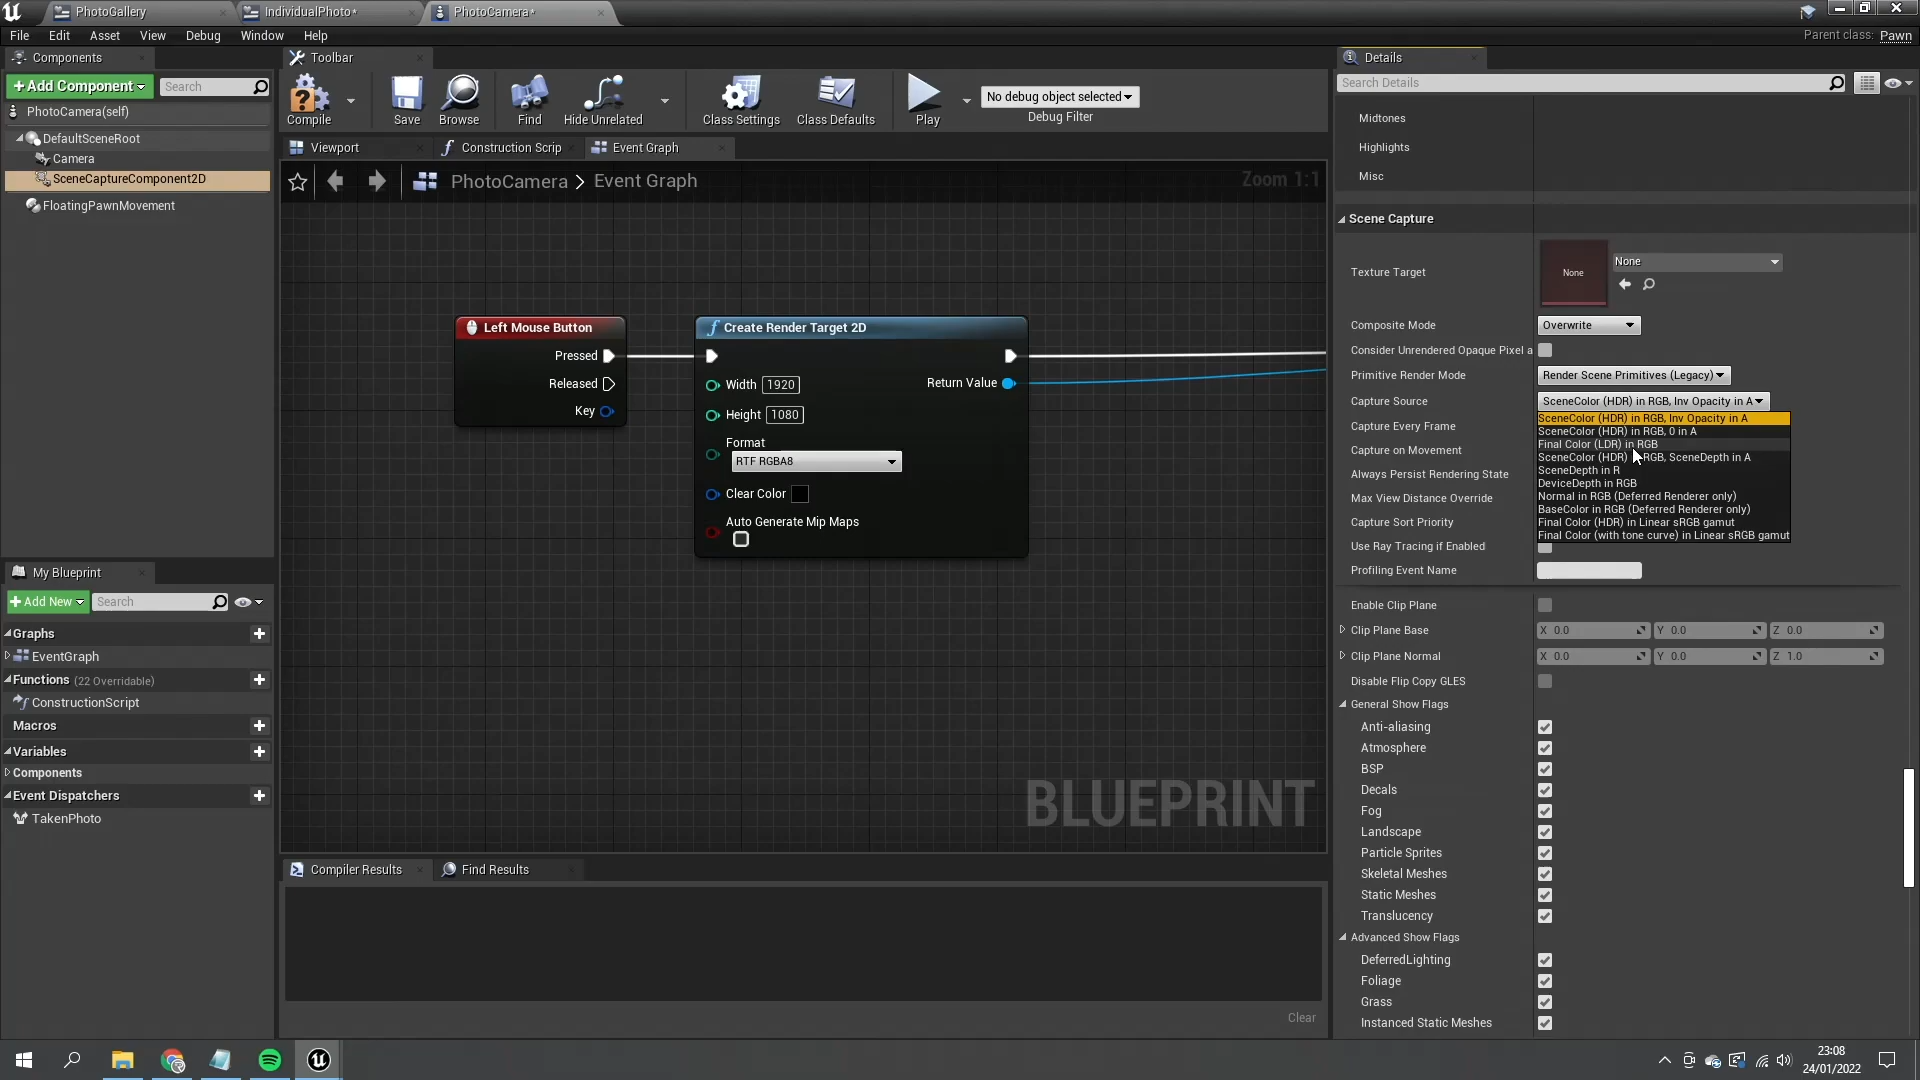 PhotoGallery
IndividualPhoto*
PhotoCamera*
File Edit Asset View Debug Window Help
Parent class: Pawn
Components
+Add Component
Search
PhotoCamera(self)
DefaultSceneRoot
Camera
SceneCaptureComponent2D
FloatingPawnMovement
Toolbar
Compile
Save
Browse
Find
Hide Unrelated
Class Settings
Class Defaults
Play
No debug object selected
Debug Filter
Viewport
Construction Scrip
Event Graph
PhotoCamera > Event Graph
Zoom 1:1
Left Mouse Button
Pressed
Released
Key
Create Render Target 2D
Width 1920
Return Value
Height 1080
Format
RTF RGBA8
Clear Color
Auto Generate Mip Maps
BLUEPRINT
My Blueprint
+Add New
Search
Graphs
EventGraph
Functions (22 Overridable)
ConstructionScript
Macros
Variables
Components
Event Dispatchers
TakenPhoto
Compiler Results
Find Results
Clear
Details
Search Details
Midtones
Highlights
Misc
Scene Capture
Texture Target
None
None
Composite Mode
Overwrite
Consider Unrendered Opaque Pixel a
Primitive Render Mode
Render Scene Primitives (Legacy)
Capture Source
SceneColor (HDR) in RGB, Inv Opacity in A
SceneColor (HDR) in RGB, Inv Opacity in A
SceneColor (HDR) in RGB, 0 in A
Final Color (LDR) in RGB
SceneColor (HDR) RGB, SceneDepth in A
SceneDepth in R
DeviceDepth in RGB
Normal in RGB (Deferred Renderer only)
BaseColor in RGB (Deferred Renderer only)
Final Color (HDR) in Linear sRGB gamut
Final Color (with tone curve) in Linear sRGB gamut
Capture Every Frame
Capture on Movement
Always Persist Rendering State
Max View Distance Override
Capture Sort Priority
Use Ray Tracing if Enabled
Profiling Event Name
Enable Clip Plane
Clip Plane Base
X 0.0 Y 0.0 Z 0.0
Clip Plane Normal
X 0.0 Y 0.0 Z 1.0
Disable Flip Copy GLES
General Show Flags
Anti-aliasing
Atmosphere
BSP
Decals
Fog
Landscape
Particle Sprites
Skeletal Meshes
Static Meshes
Translucency
Advanced Show Flags
DeferredLighting
Foliage
Grass
Instanced Static Meshes
23:08
24/01/2022